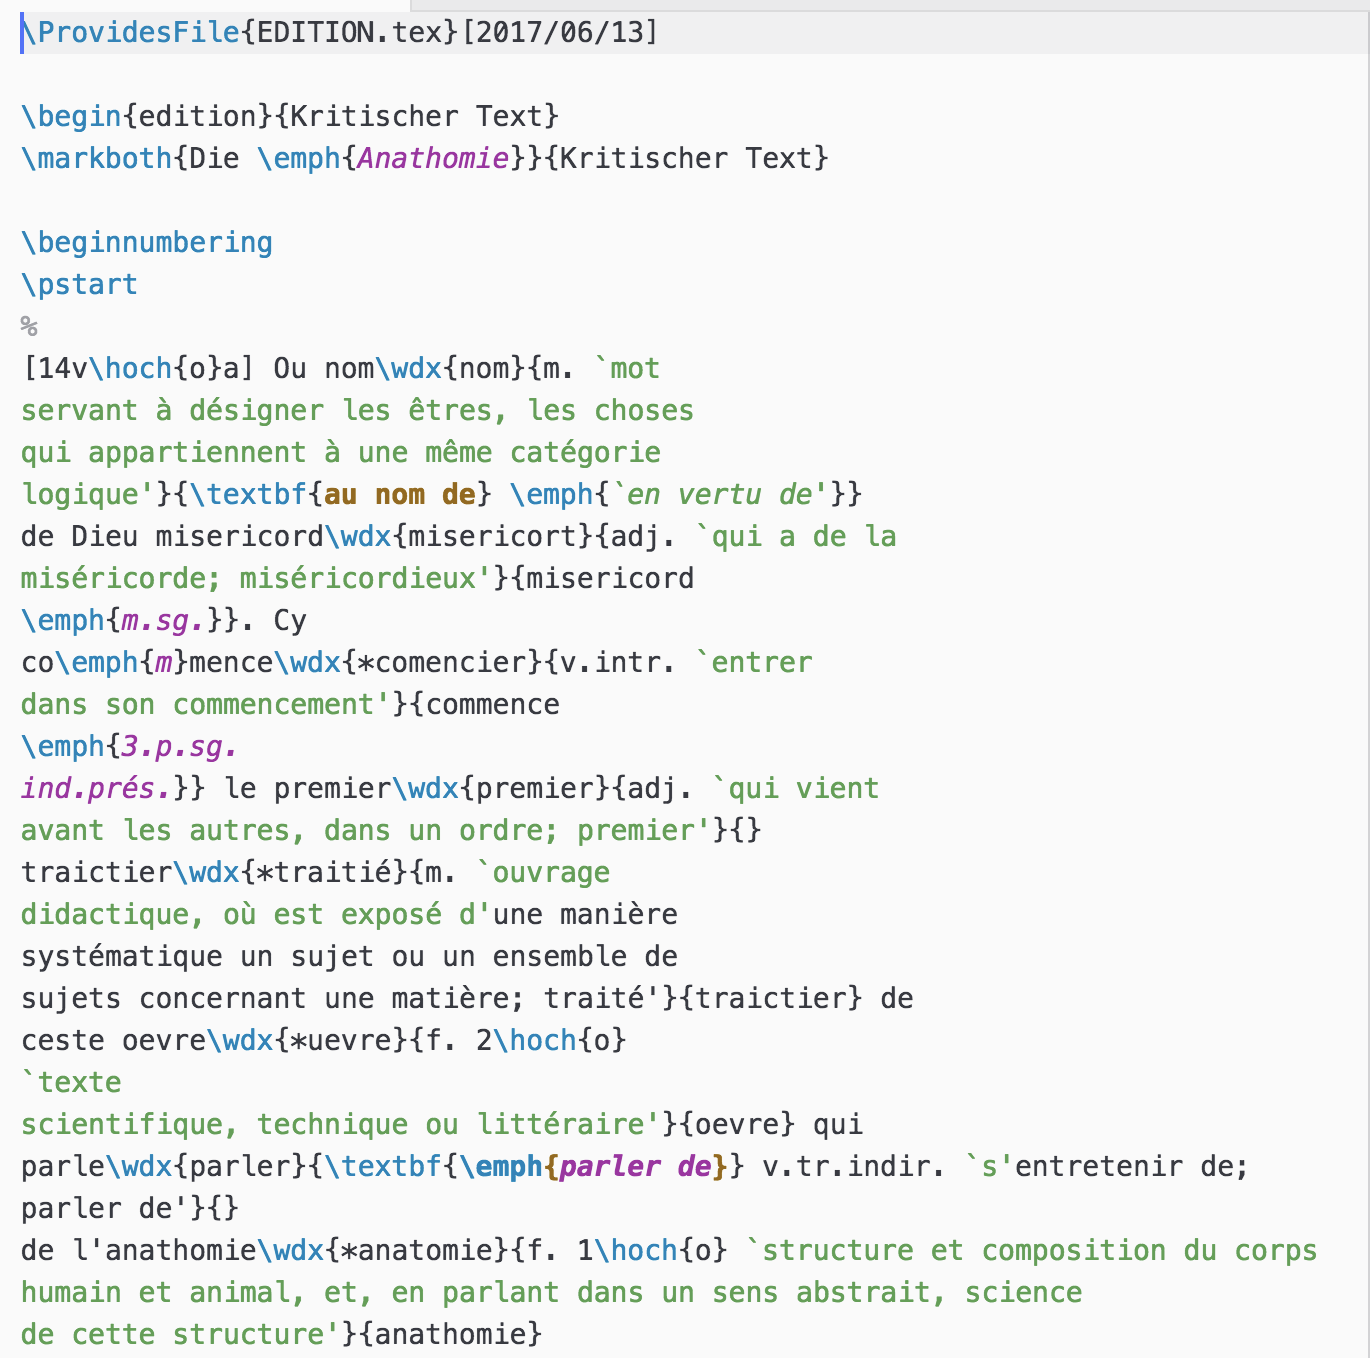 \ProvidesFile{EDITION.tex}[2017/06/13]
\begin{edition}{Kritischer Text}
\markboth{Die \emph{Anathomie}}{Kritischer Text}
\beginnumbering
\pstart
%
[14v\hoch{o}a] Ou nom\wdx{nom}{m. `mot
servant à désigner les êtres, les choses
qui appartiennent à une même catégorie
logique'}{\textbf{au nom de} \emph{`en vertu de'}}
de Dieu misericord\wdx{misericort}{adj. `qui a de la
miséricorde; miséricordieux'}{misericord
\emph{m.sg.}}. Cy
co\emph{m}mence\wdx{*comencier}{v.intr. `entrer
dans son commencement'}{commence
\emph{3.p.sg.
ind.prés.}} le premier\wdx{premier}{adj. `qui vient
avant les autres, dans un ordre; premier'}{}
traictier\wdx{*traitié}{m. `ouvrage
didactique, où est exposé d'une manière
systématique un sujet ou un ensemble de
sujets concernant une matière; traité'}{traictier} de
ceste oevre\wdx{*uevre}{f. 2\hoch{o}
`texte
scientifique, technique ou littéraire'}{oevre} qui
parle\wdx{parler}{\textbf{\emph{parler de}} v.tr.indir. `s'entretenir de;
parler de'}{}
de l'anathomie\wdx{*anatomie}{f. 1\hoch{o} `structure et composition du corps
humain et animal, et, en parlant dans un sens abstrait, science
de cette structure'}{anathomie}